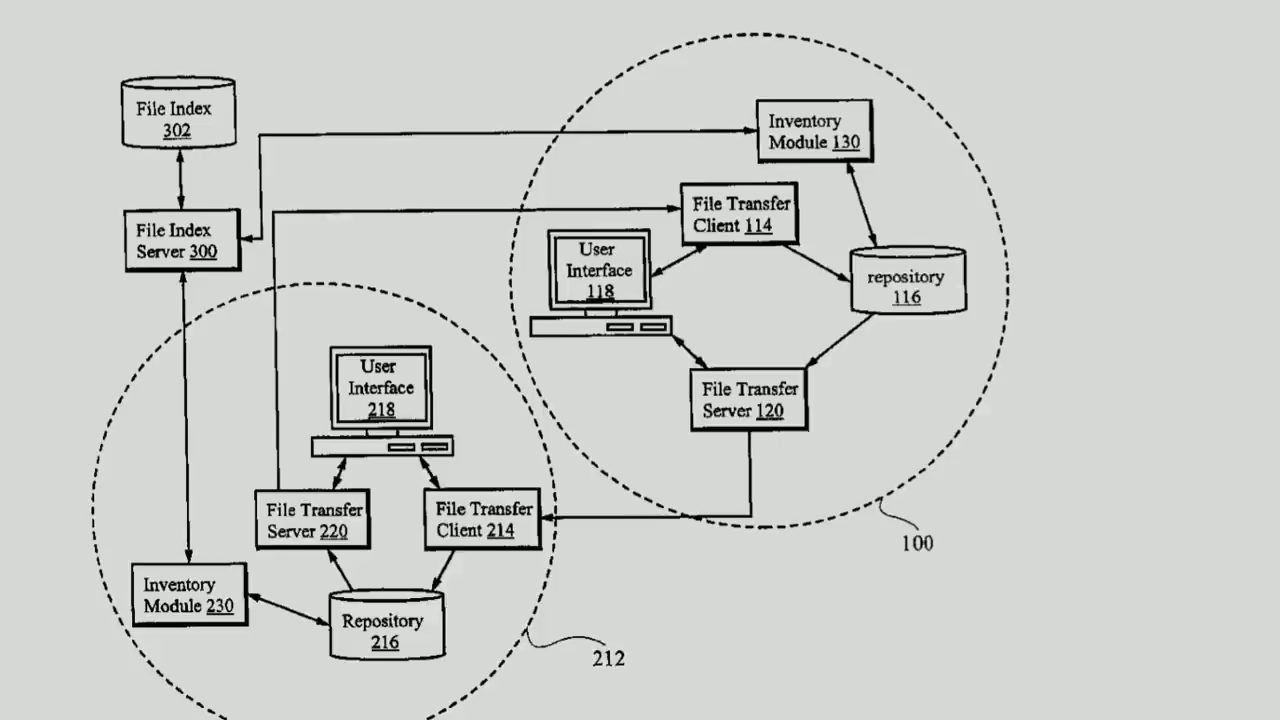 File Index
302
Inventory
Module 130
File Transfer
Client 114
File Index
Server 300
User
Interface
118
repository
116
User
Interface
218
File Transfer
Server 120
File Transfer
Server 220
File Transfer
Client 214
100
Inventory
Module 230
Repository
216
212